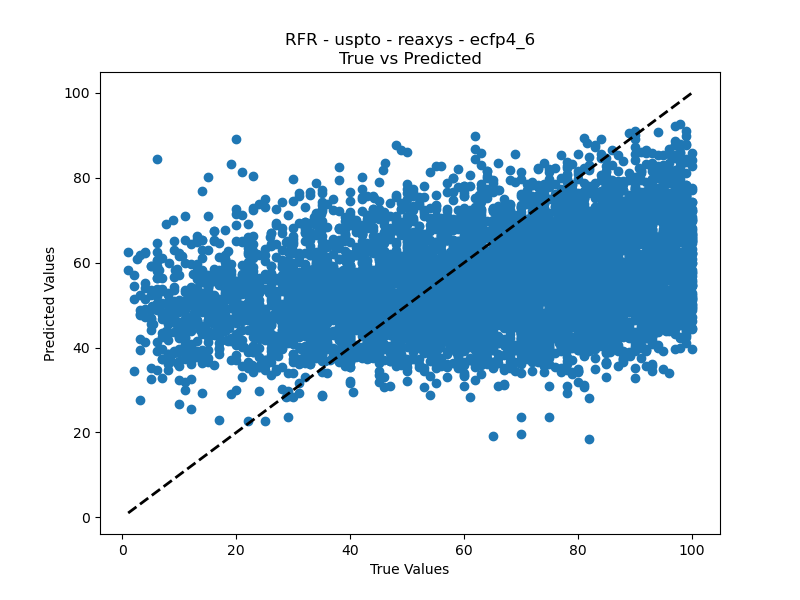 RFR - uspto - reaxys - ecfp4_6
True vs Predicted
100
80
60
40
20
0
Predicted Values
0 20 40 60 80 100
True Values